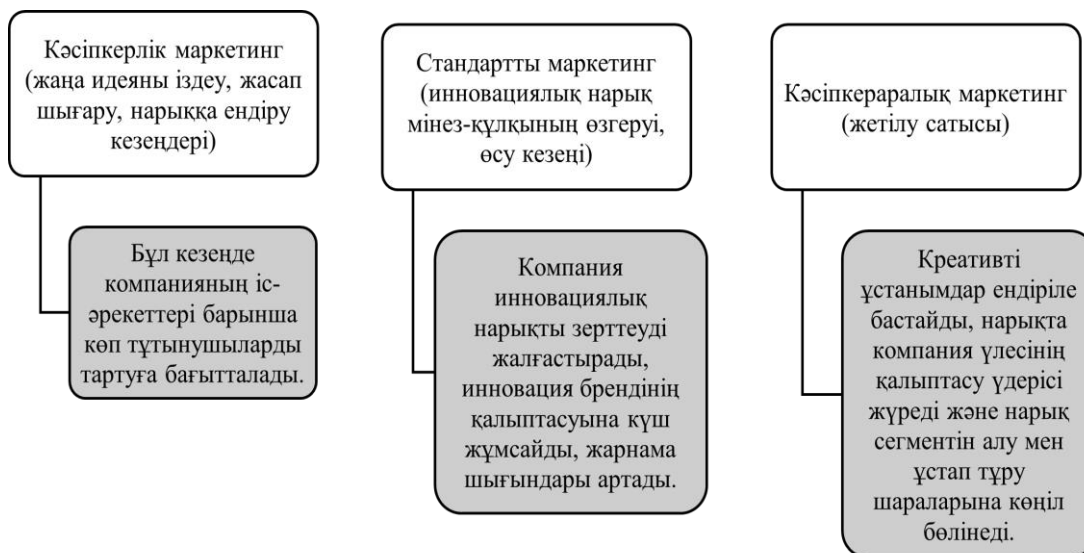 Кәсіпкерлік маркетинг
(жаңа идеяны іздеу, жасап
шығару, нарыққа ендіру
кезеңдері)
Бұл кезеңде
компанияның іс-
әрекеттері барынша
көп тұтынушыларды
тартуға бағытталады.
Стандартты маркетинг
(инновациялық нарық
мінез-құлқының өзгеруі,
өсу кезеңі)
Компания
инновациялық
нарықты зерттеуді
жалғастырады,
инновация брендінің
қалыптасуына күш
жұмсайды, жарнама
шығындары артады.
Кәсіпкераралық маркетинг
(жетілу сатысы)
Креативті
ұстанымдар ендіріле
бастайды, нарықта
компания үлесінің
қалыптасу үдерісі
жүреді және нарық
сегментін алу мен
ұстап тұру
шараларына көңіл
бөлінеді.